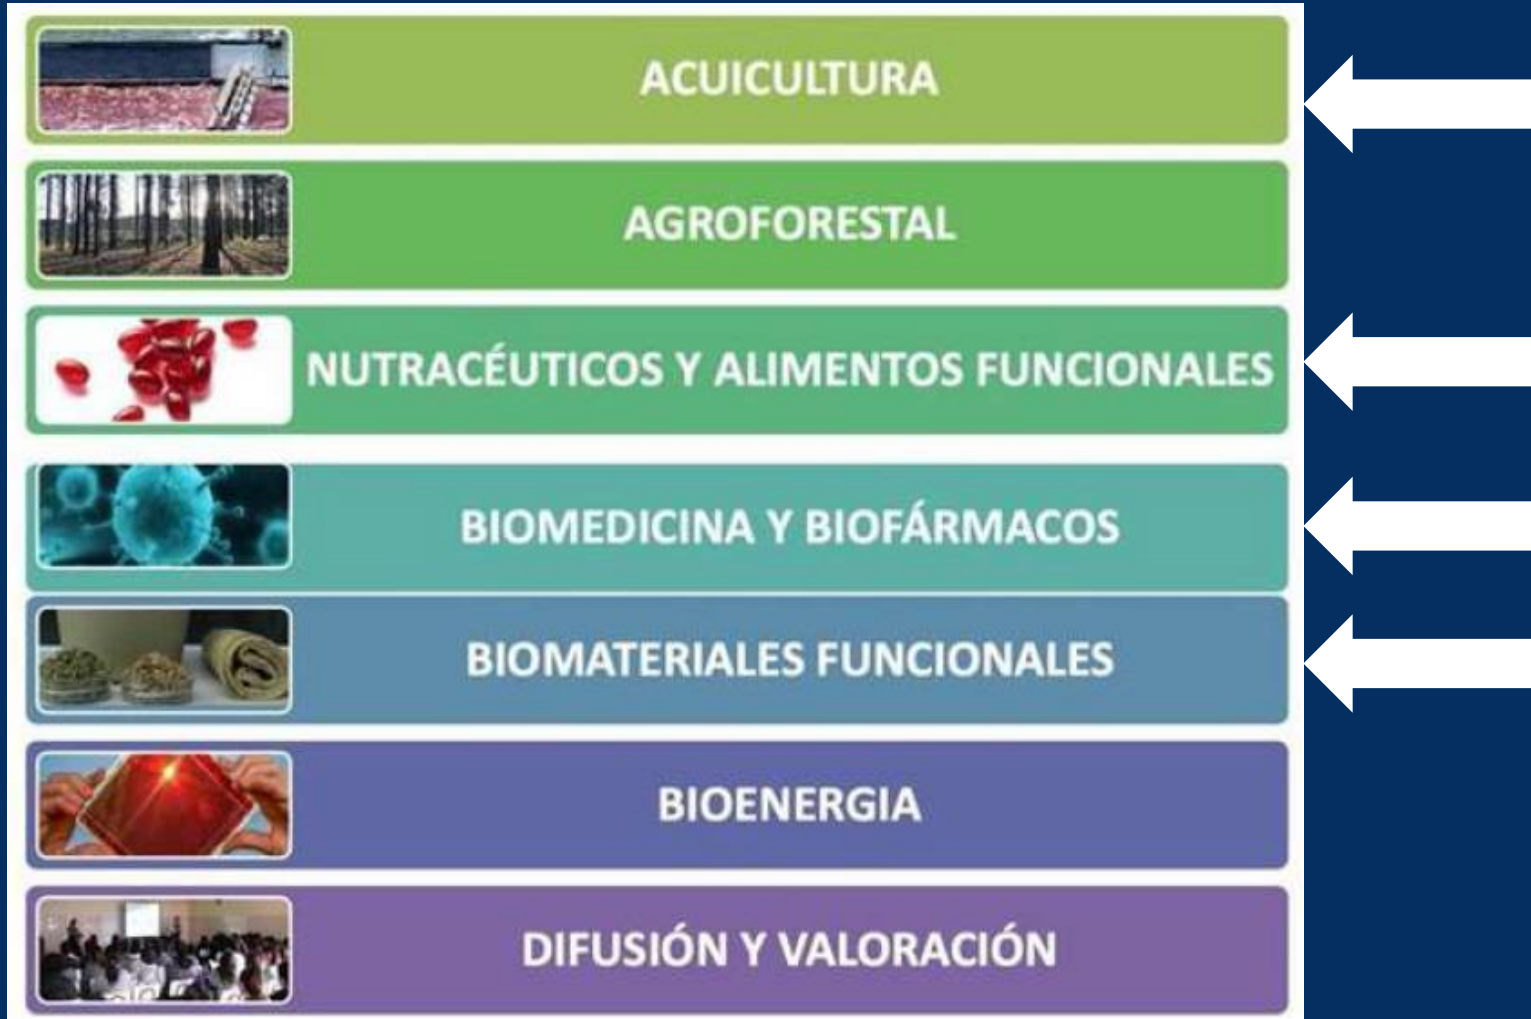 ACUICULTURA
AGROFORESTAL
NUTRACÉUTICOS Y ALIMENTOS FUNCIONALES
BIOMEDICINA Y BIOFÁRMACOS
BIOMATERIALES FUNCIONALES
BIOENERGIA
DIFUSIÓN Y VALORACIÓN